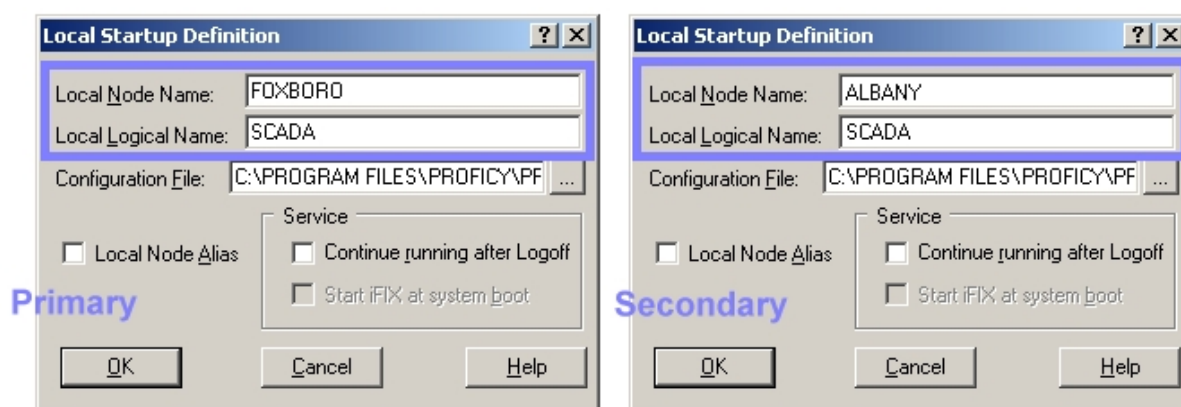 Local Startup Definition
Local Node Name: FOXBORO
Local Logical Name: SCADA
Configuration File: C:\PROGRAM FILES\PROFICY\PF ...
Service
Local Node Alias
Continue running after Logoff
Start iFIX at system boot
Primary
OK Cancel Help
Local Startup Definition
Local Node Name: ALBANY
Local Logical Name: SCADA
Configuration File: C:\PROGRAM FILES\PROFICY\PF ...
Service
Local Node Alias
Continue running after Logoff
Start iFIX at system boot
Secondary
OK Cancel Help